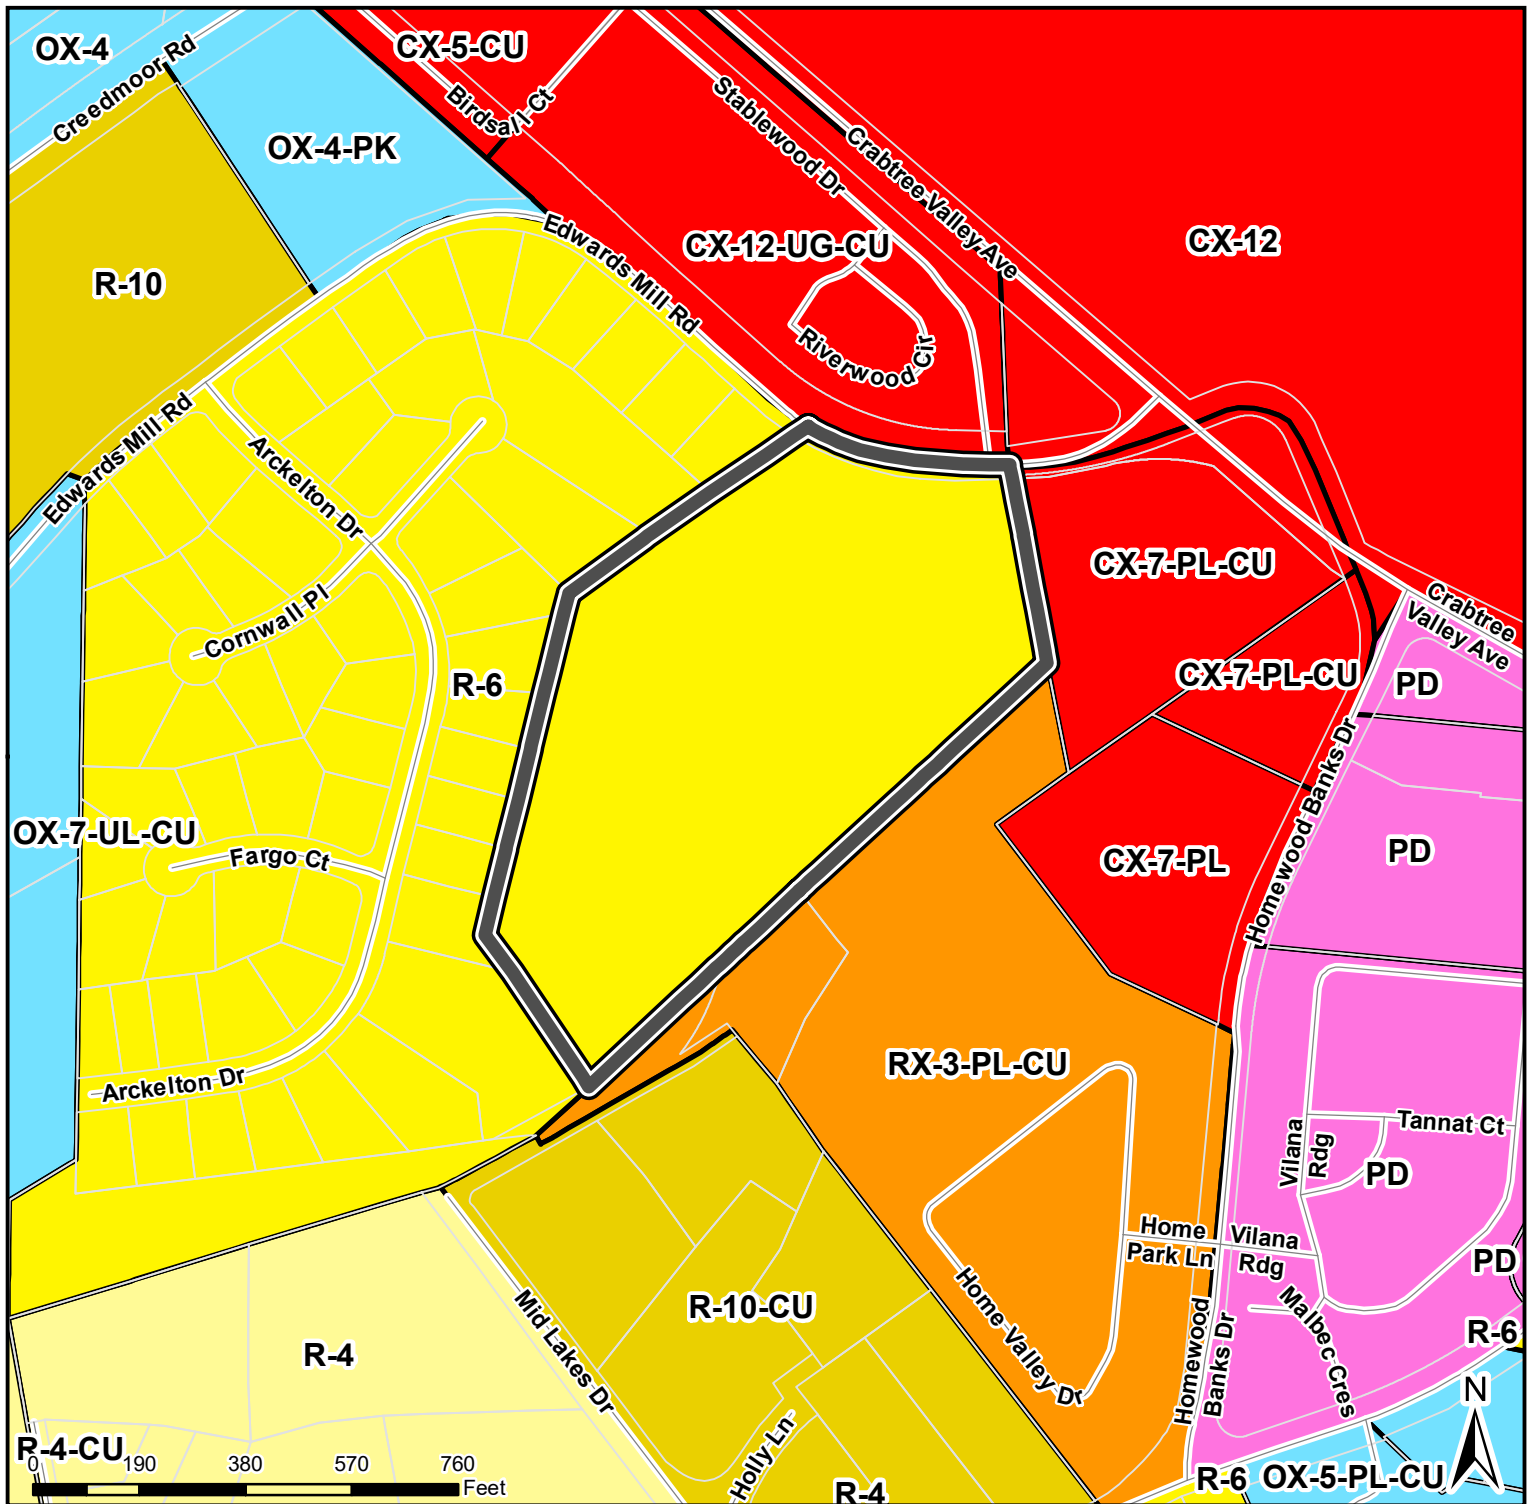 OX-4
CX-5-CU
Creedmoor Rd
Birdsall Ct
Stablewood Dr
Crabtree Valley Ave
OX-4-PK
CX-12-UG-CU
CX-12
R-10
Edwards Mill Rd
Riverwood Cir
Edwards Mill Rd
Arckelton Dr
CX-7-PL-CU
Cornwall Pl
Crabtree
Valley Ave
R-6
CX-7-PL-CU
PD
OX-7-UL-CU
Fargo Ct
CX-7-PL
Homewood Banks Dr
PD
Arckelton Dr
RX-3-PL-CU
Tannat Ct
Vilana
Rdg
PD
Home
Park Ln
Vilana
Rdg
PD
R-10-CU
Mid Lakes Dr
Home Valley Dr
Homewood
Banks Dr
Malbec Cres
R-6
R-4
N
R-4-CU
0 190 380 570 760
Feet
Holly Ln
R-4
R-6
OX-5-PL-CU